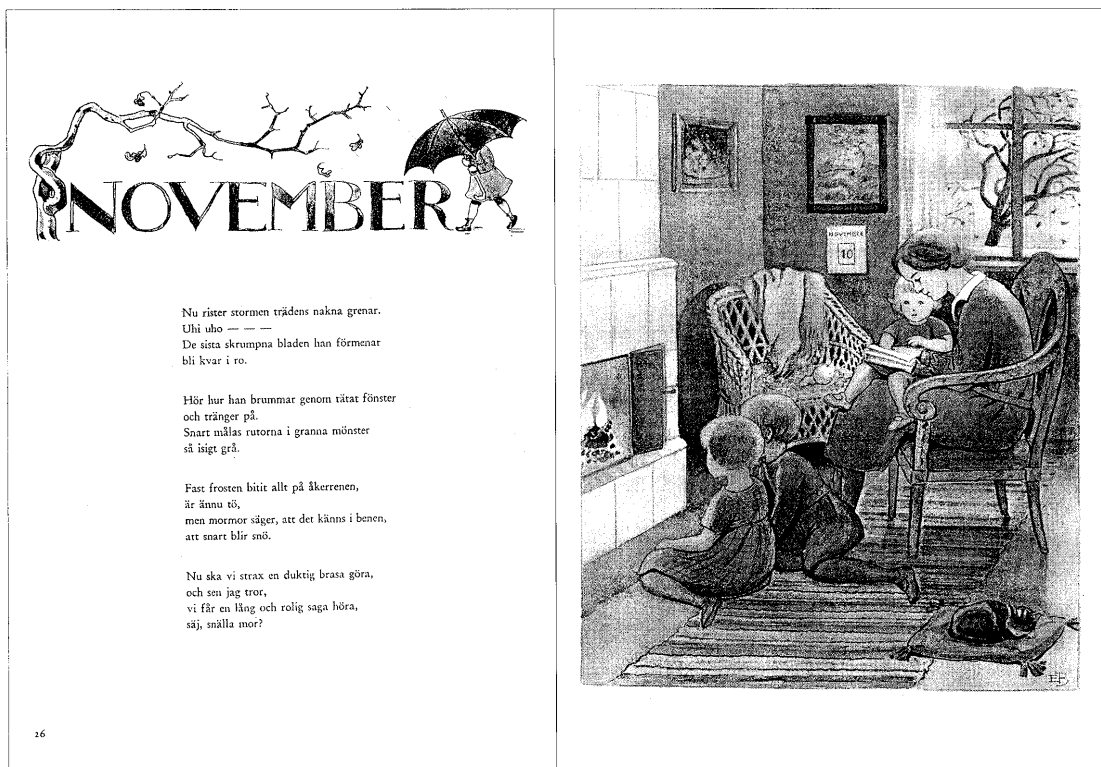 NOVEMBER
Nu rister stormen trädens nakna grenar.
Uhi uho — — —
De sista skrumpna bladen han förmenar
bli kvar i ro.
Hör hur han brummar genom tätat fönster
och tränger på.
Snart målas rutorna i granna mönster
så isigt grå.
Fast frosten bitit allt på åkerrenen,
är ännu tö,
men mormor säger, att det känns i benen,
att snart blir snö.
Nu ska vi strax en duktig brasa göra,
och sen jag tror,
vi får en lång och rolig saga höra,
säj, snälla mor?
26
NOVEMBER
10
EB